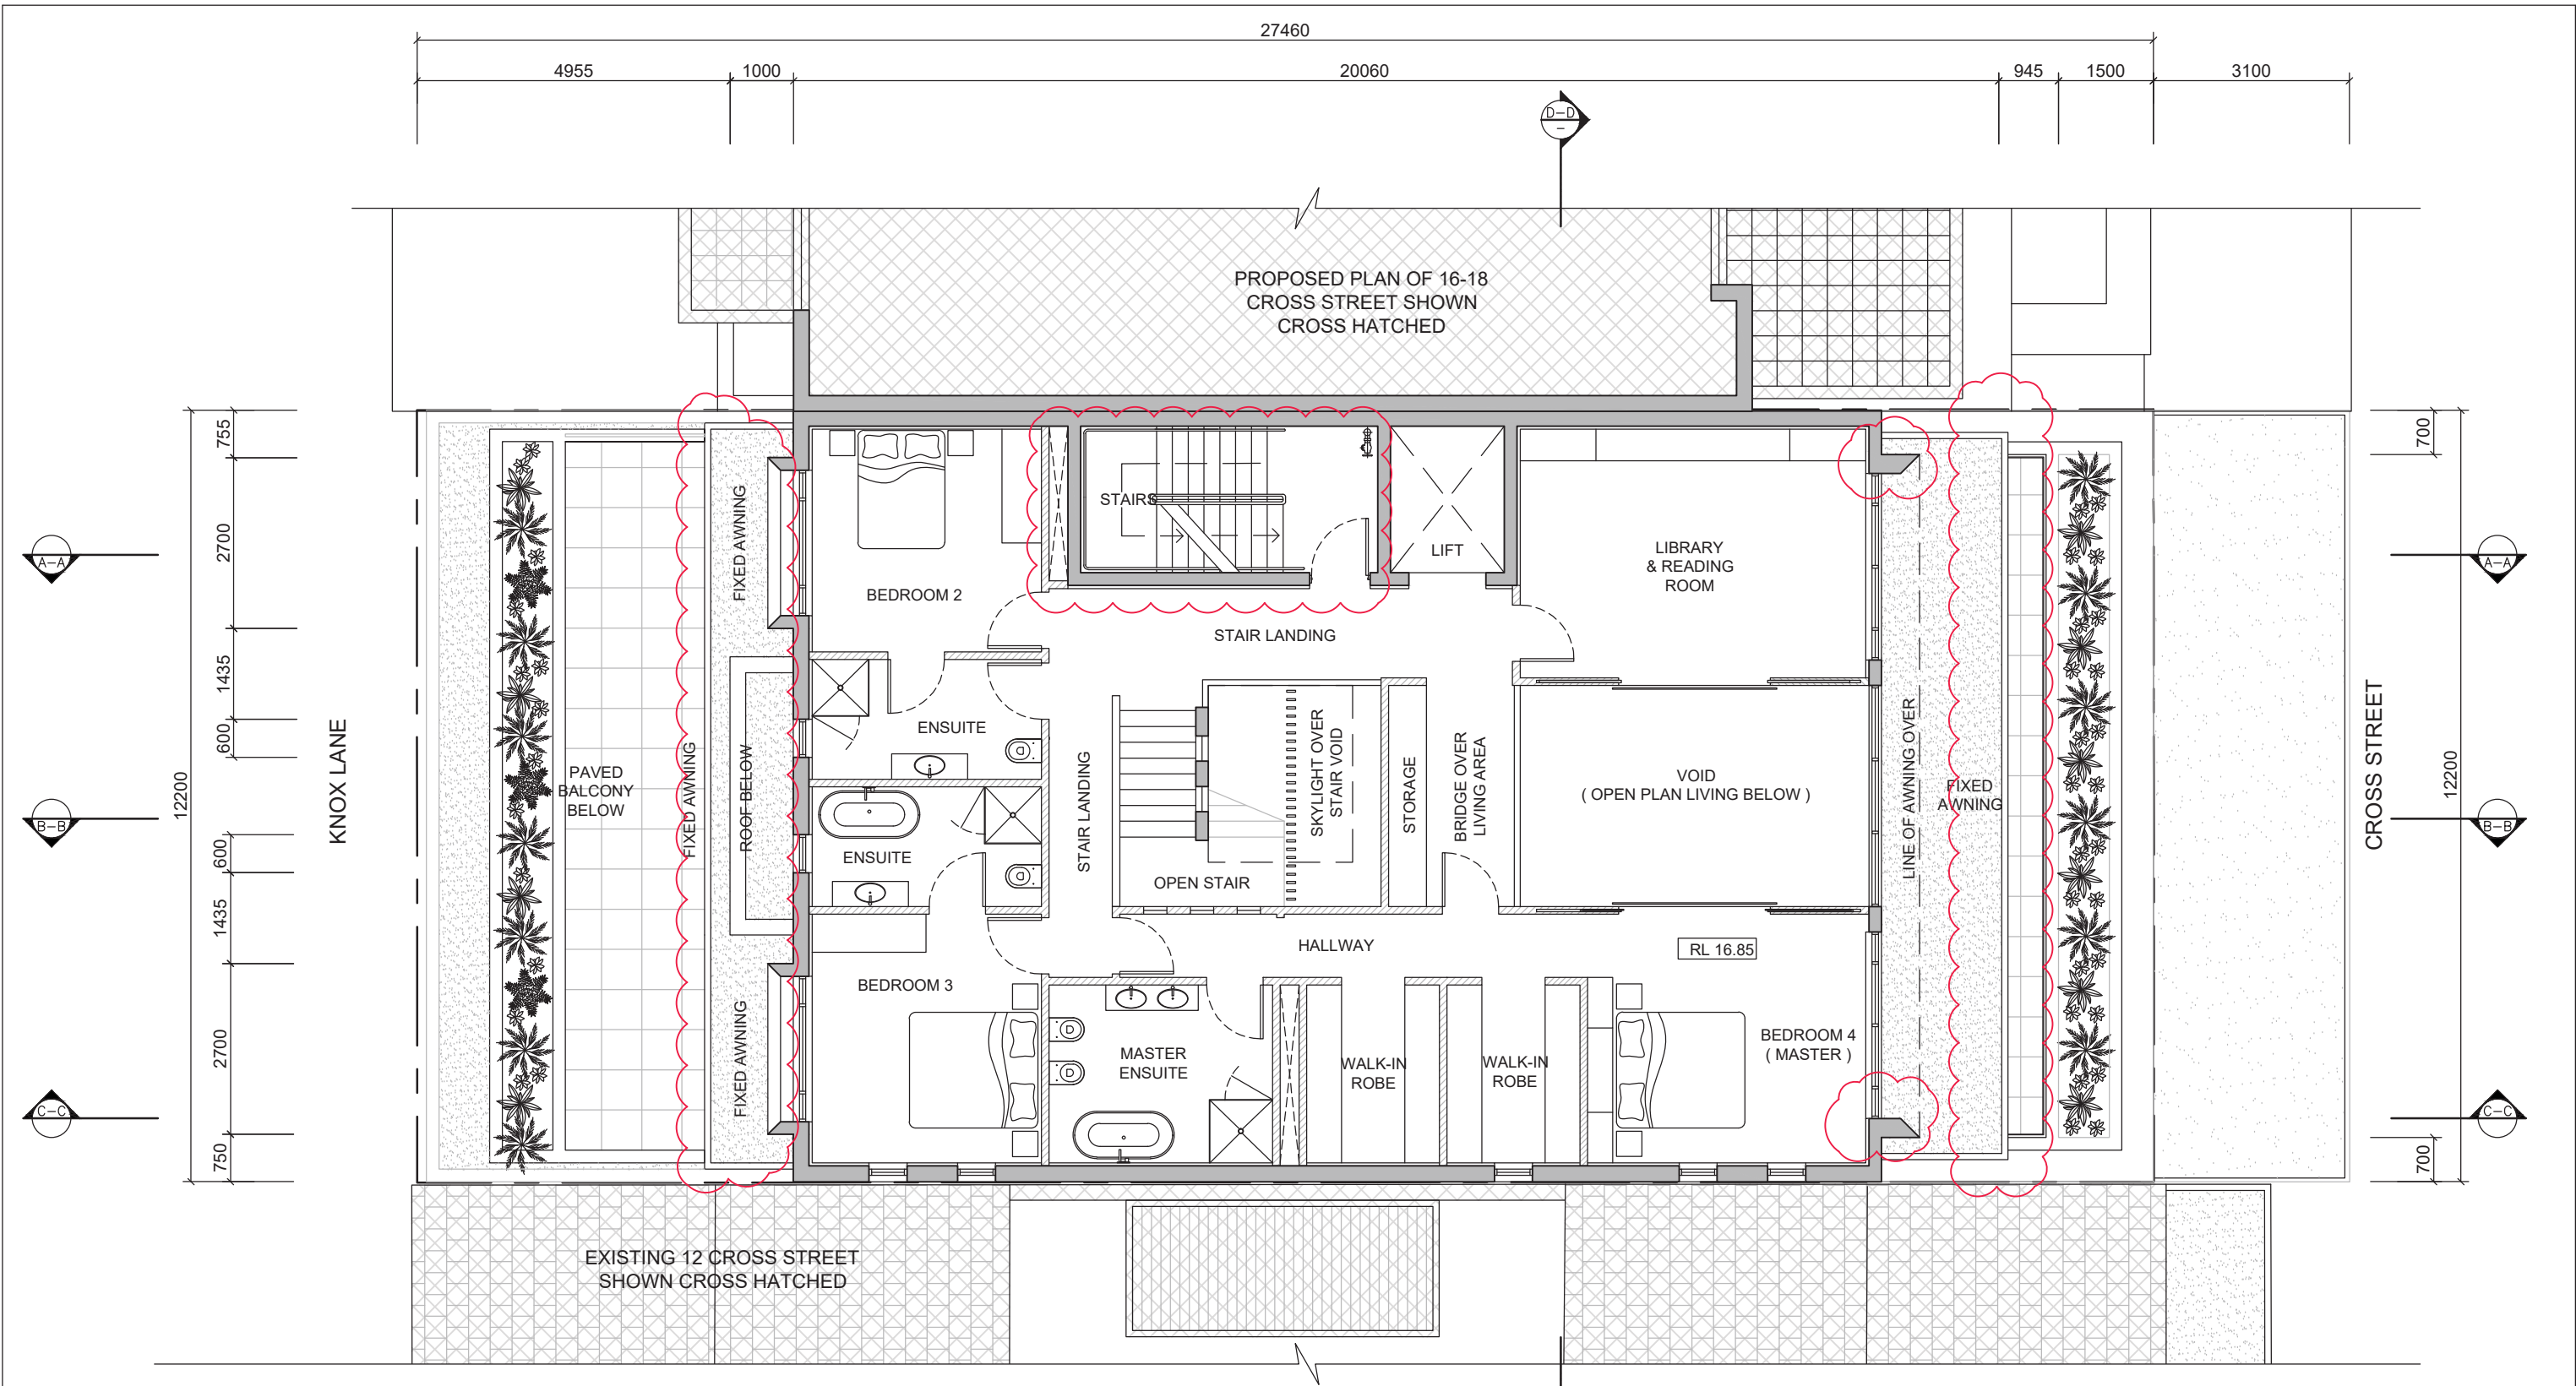 27460
4955
1000
20060
945
1500
3100
D-D
–
PROPOSED PLAN OF 16-18
CROSS STREET SHOWN
CROSS HATCHED
755
2700
1435
600
12200
600
1435
2700
750
KNOX LANE
A-A
B-B
C-C
PAVED
BALCONY
BELOW
FIXED AWNING
FIXED AWNING
ROOF BELOW
FIXED AWNING
BEDROOM 2
STAIRS
LIFT
LIBRARY
& READING
ROOM
STAIR LANDING
ENSUITE
ENSUITE
STAIR LANDING
OPEN STAIR
SKYLIGHT OVER
STAIR VOID
STORAGE
BRIDGE OVER
LIVING AREA
VOID
( OPEN PLAN LIVING BELOW )
LINE OF AWNING OVER
FIXED
AWNING
HALLWAY
RL 16.85
BEDROOM 3
MASTER
ENSUITE
WALK-IN
ROBE
WALK-IN
ROBE
BEDROOM 4
( MASTER )
CROSS STREET
700
12200
700
A-A
B-B
C-C
EXISTING 12 CROSS STREET
SHOWN CROSS HATCHED